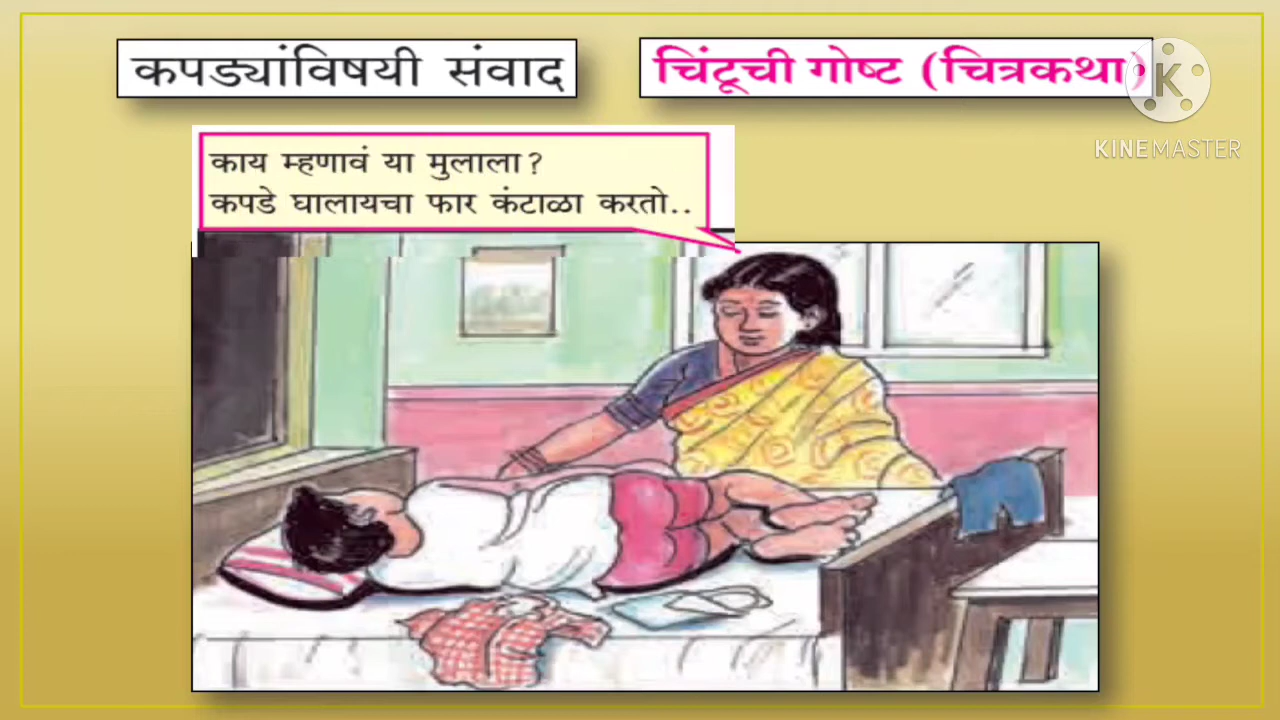 कपड्यांविषयी संवाद
चिंटूची गोष्ट (चित्रकथा)
K
KINEMASTER
काय म्हणावं या मुलाला?
कपडे घालायचा फार कंटाळा करतो..